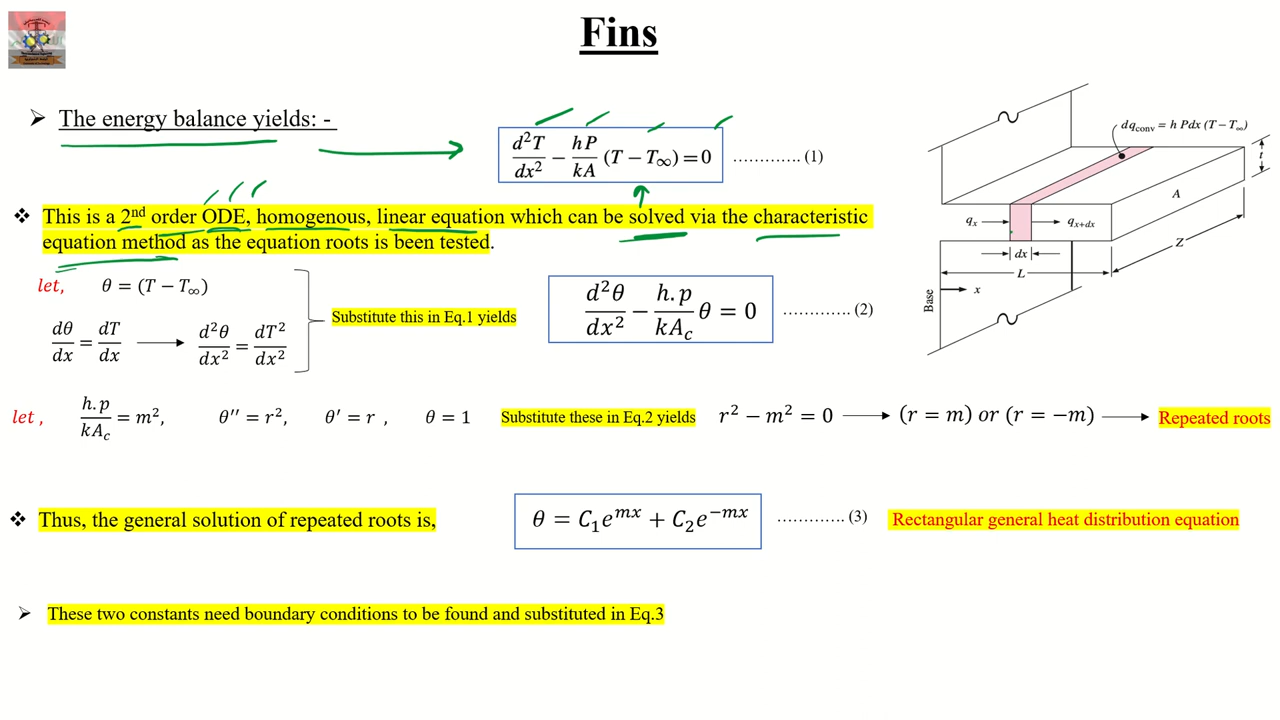 Fins
➢ The energy balance yields: -
d²T/dx² − hP/kA (T − T∞) = 0 …………. (1)
❖ This is a 2nd order ODE, homogenous, linear equation which can be solved via the characteristic
equation method as the equation roots is been tested.
let, θ = (T − T∞)
dθ/dx = dT/dx ⟶ d²θ/dx² = dT²/dx²
Substitute this in Eq.1 yields
d²θ/dx² − h.p/kA_c θ = 0 …………. (2)
let , h.p/kA_c = m², θ′′ = r², θ′ = r , θ = 1 Substitute these in Eq.2 yields r² − m² = 0 ⟶ (r = m) or (r = −m) ⟶ Repeated roots
❖ Thus, the general solution of repeated roots is, θ = C₁e^{mx} + C₂e^{−mx} …………. (3) Rectangular general heat distribution equation
➢ These two constants need boundary conditions to be found and substituted in Eq.3
dq_conv = h Pdx (T − T∞)
t
A
q_x
q_{x+dx}
Z
dx
L
x
Base